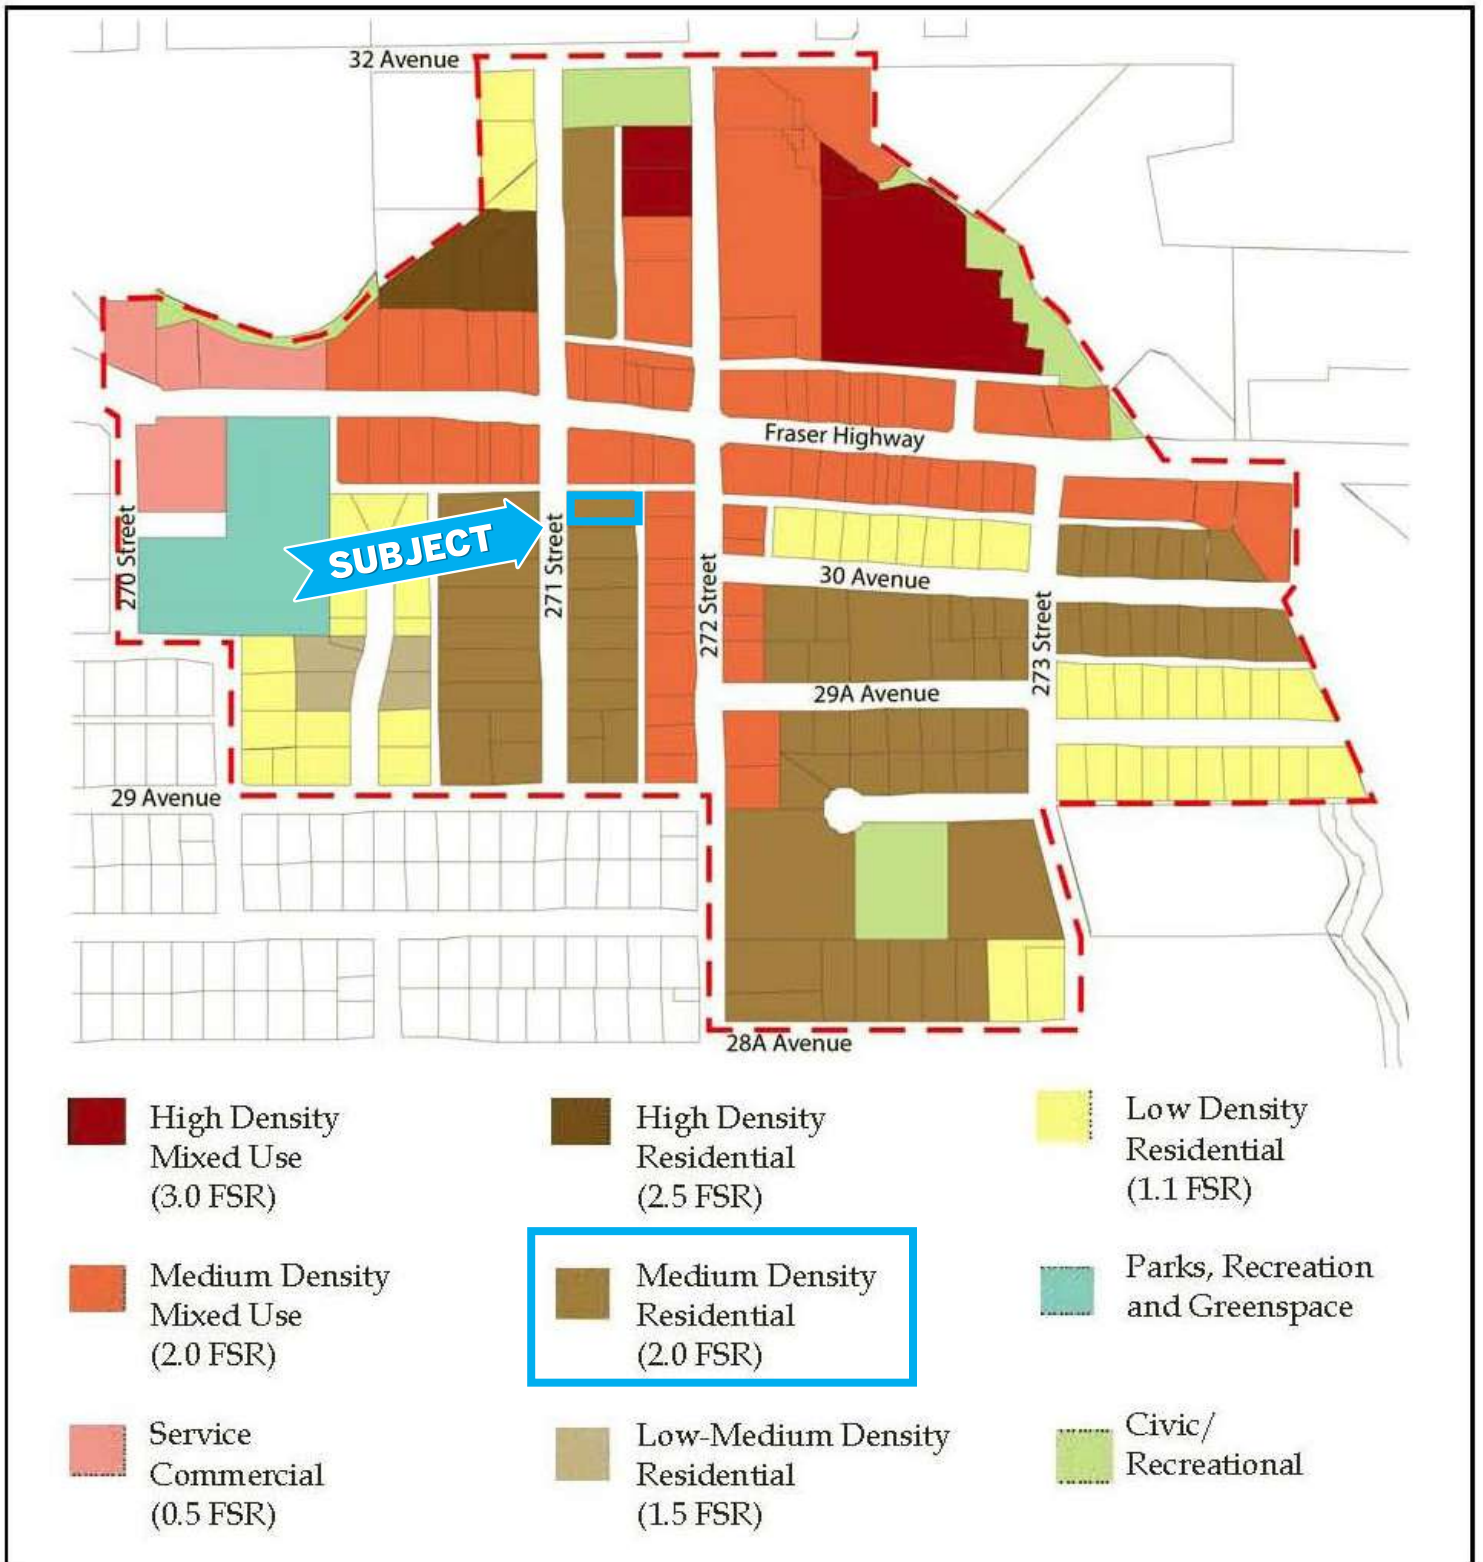 32 Avenue
Fraser Highway
SUBJECT
270 Street
271 Street
272 Street
30 Avenue
273 Street
29A Avenue
29 Avenue
28A Avenue
High Density
Mixed Use
(3.0 FSR)
High Density
Residential
(2.5 FSR)
Low Density
Residential
(1.1 FSR)
Medium Density
Mixed Use
(2.0 FSR)
Medium Density
Residential
(2.0 FSR)
Parks, Recreation
and Greenspace
Service
Commercial
(0.5 FSR)
Low-Medium Density
Residential
(1.5 FSR)
Civic/
Recreational